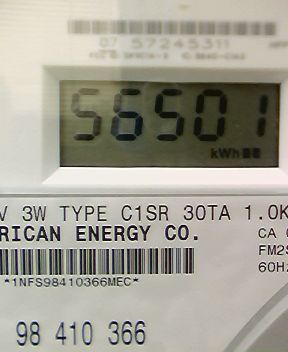 07 57245311
56501
kWh
V 3W TYPE C1SR 30TA 1.0K
RICAN ENERGY CO.
CA
FM2S
60Hz
*1NFS98410366MEC*
98 410 366